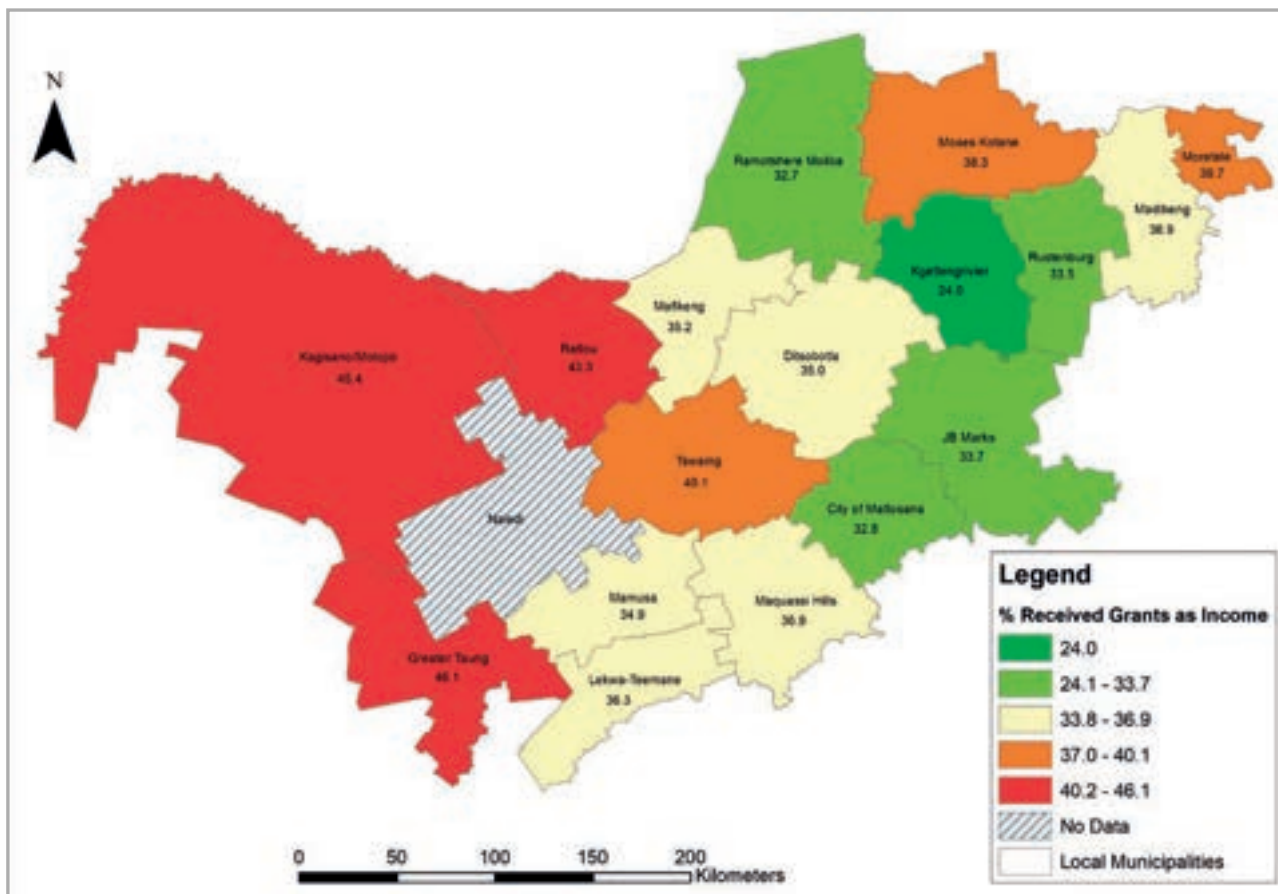 N
Ramotshere Moiloa
32.7
Moses Kotane
38.3
Moretele
39.7
Madibeng
36.9
Kgetlengrivier
24.0
Rustenburg
33.5
Mafikeng
35.2
Ditsobotla
35.0
Kagisano/Molopo
45.4
Ratlou
43.3
JB Marks
33.7
Tswaing
40.1
City of Matlosana
32.8
Naledi
Mamusa
34.9
Maquassi Hills
36.9
Greater Taung
46.1
Lekwa-Teemane
36.3
Legend
% Received Grants as Income
24.0
24.1 - 33.7
33.8 - 36.9
37.0 - 40.1
40.2 - 46.1
No Data
Local Municipalities
0 50 100 150 200
Kilometers